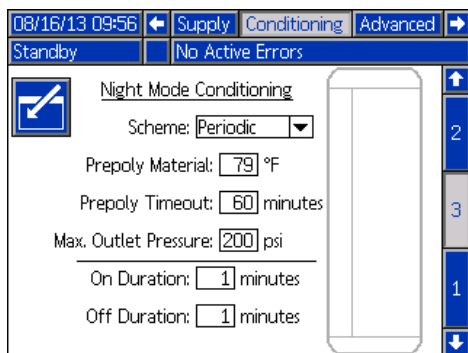 08/16/13 09:56 Supply Conditioning Advanced
Standby No Active Errors
Night Mode Conditioning
Scheme: Periodic
2
Prepoly Material: 79 °F
Prepoly Timeout: 60 minutes
3
Max. Outlet Pressure: 200 psi
On Duration: 1 minutes
1
Off Duration: 1 minutes